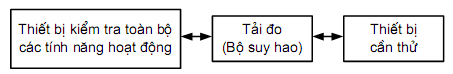 Thiết bị kiểm tra toàn bộ
các tính năng hoạt động
Tải đo
(Bộ suy hao)
Thiết bị
cần thử